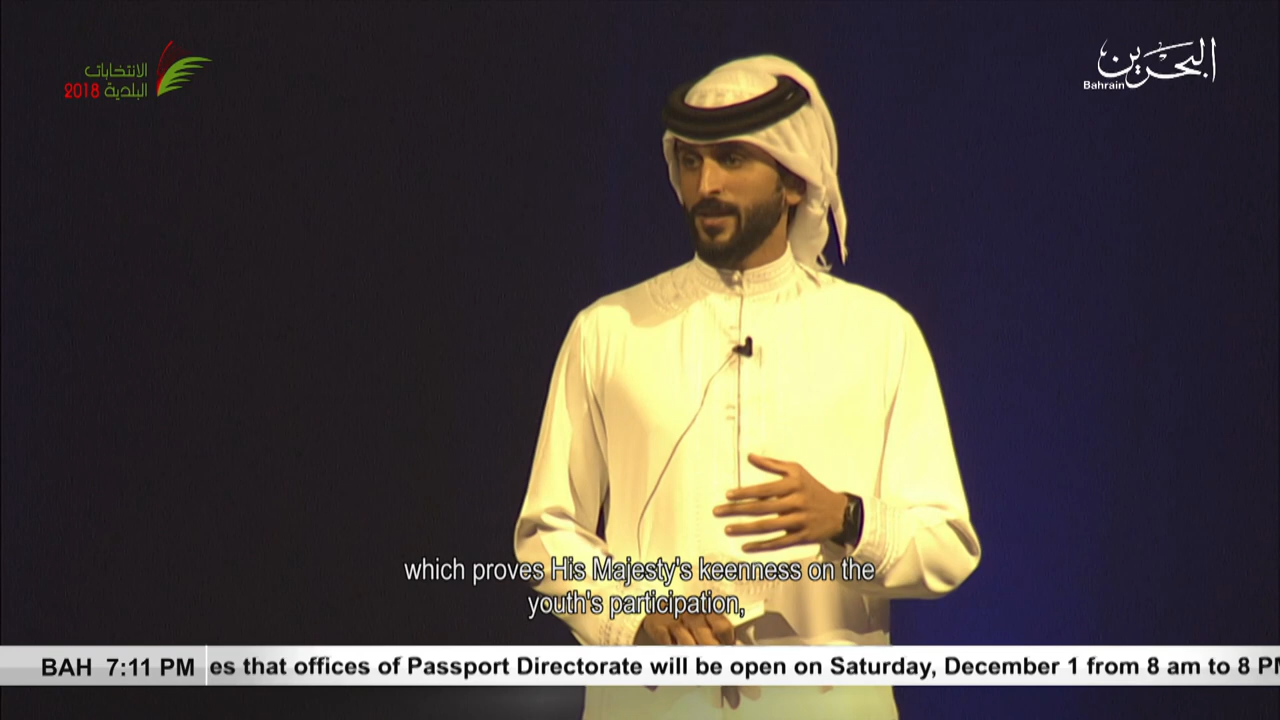 الانتخابات
البلدية 2018
البحرين
Bahrain
which proves His Majesty's keenness on the
youth's participation,
BAH 7:11 PM
es that offices of Passport Directorate will be open on Saturday, December 1 from 8 am to 8 PM